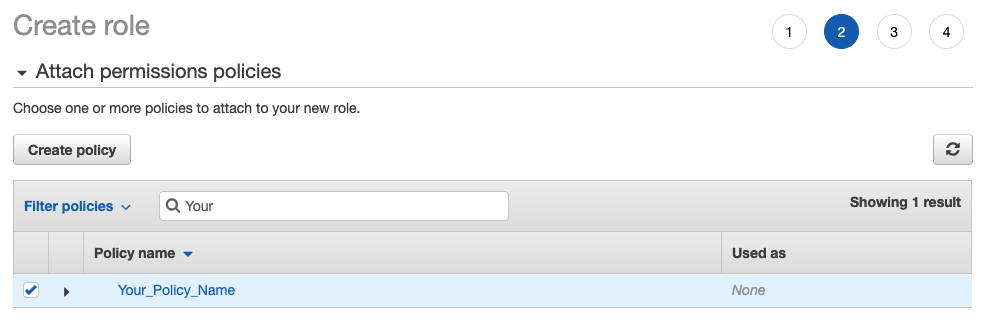 Create role
1 2 3 4
Attach permissions policies
Choose one or more policies to attach to your new role.
Create policy
Filter policies Your Showing 1 result
Policy name Used as
Your_Policy_Name None